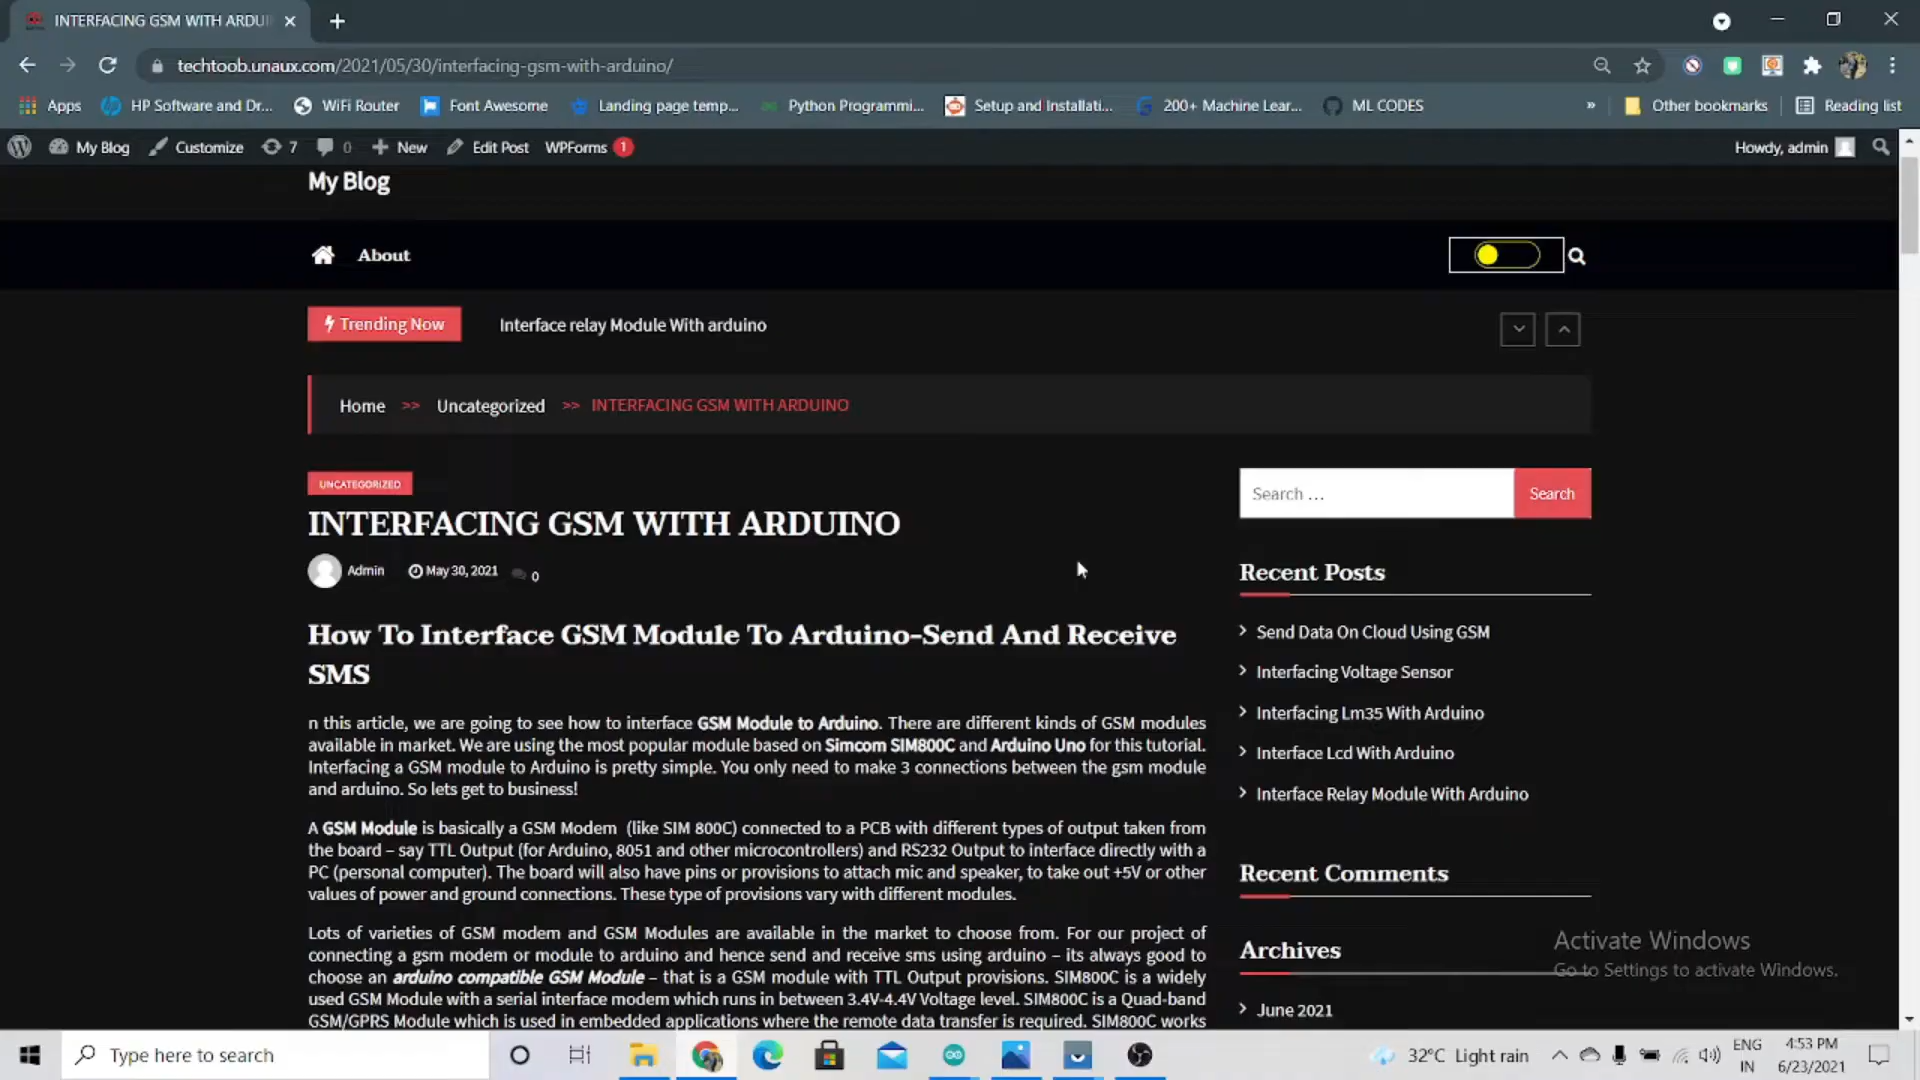 INTERFACING GSM WITH ARDUI
techtoob.unaux.com/2021/05/30/interfacing-gsm-with-arduino/
Apps HP Software and Dr... WiFi Router Font Awesome Landing page temp... Python Programmi... Setup and Installati... 200+ Machine Lear... ML CODES » Other bookmarks Reading list
My Blog Customize 7 0 New Edit Post WPForms 1 Howdy, admin
My Blog
About
Trending Now Interface relay Module With arduino
Home >> Uncategorized >> INTERFACING GSM WITH ARDUINO
UNCATEGORIZED
Search ... Search
INTERFACING GSM WITH ARDUINO
Admin May 30, 2021 0
How To Interface GSM Module To Arduino-Send And Receive
SMS
n this article, we are going to see how to interface GSM Module to Arduino. There are different kinds of GSM modules
available in market. We are using the most popular module based on Simcom SIM800C and Arduino Uno for this tutorial.
Interfacing a GSM module to Arduino is pretty simple. You only need to make 3 connections between the gsm module
and arduino. So lets get to business!
A GSM Module is basically a GSM Modem (like SIM 800C) connected to a PCB with different types of output taken from
the board – say TTL Output (for Arduino, 8051 and other microcontrollers) and RS232 Output to interface directly with a
PC (personal computer). The board will also have pins or provisions to attach mic and speaker, to take out +5V or other
values of power and ground connections. These type of provisions vary with different modules.
Lots of varieties of GSM modem and GSM Modules are available in the market to choose from. For our project of
connecting a gsm modem or module to arduino and hence send and receive sms using arduino – its always good to
choose an arduino compatible GSM Module – that is a GSM module with TTL Output provisions. SIM800C is a widely
used GSM Module with a serial interface modem which runs in between 3.4V-4.4V Voltage level. SIM800C is a Quad-band
GSM/GPRS Module which is used in embedded applications where the remote data transfer is required. SIM800C works
Recent Posts
Send Data On Cloud Using GSM
Interfacing Voltage Sensor
Interfacing Lm35 With Arduino
Interface Lcd With Arduino
Interface Relay Module With Arduino
Recent Comments
Archives
June 2021
Activate Windows
Go to Settings to activate Windows.
Type here to search
32°C Light rain
ENG
IN
4:53 PM
6/23/2021